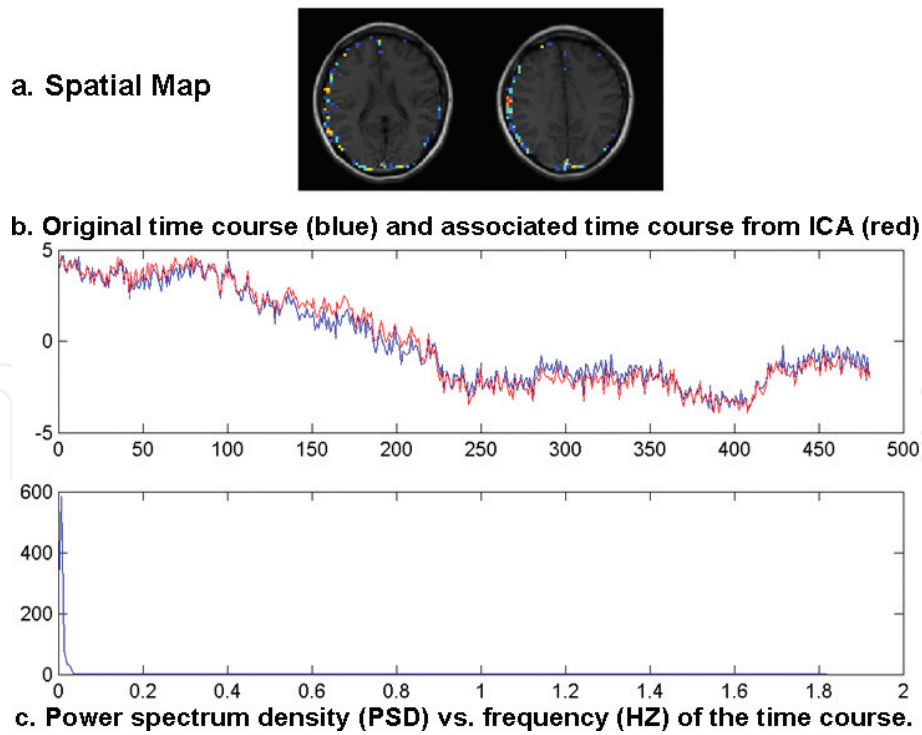 a. Spatial Map
b. Original time course (blue) and associated time course from ICA (red)
5
0
-5
0 50 100 150 200 250 300 350 400 450 500
600
400
200
0
0 0.2 0.4 0.6 0.8 1 1.2 1.4 1.6 1.8 2
c. Power spectrum density (PSD) vs. frequency (HZ) of the time course.